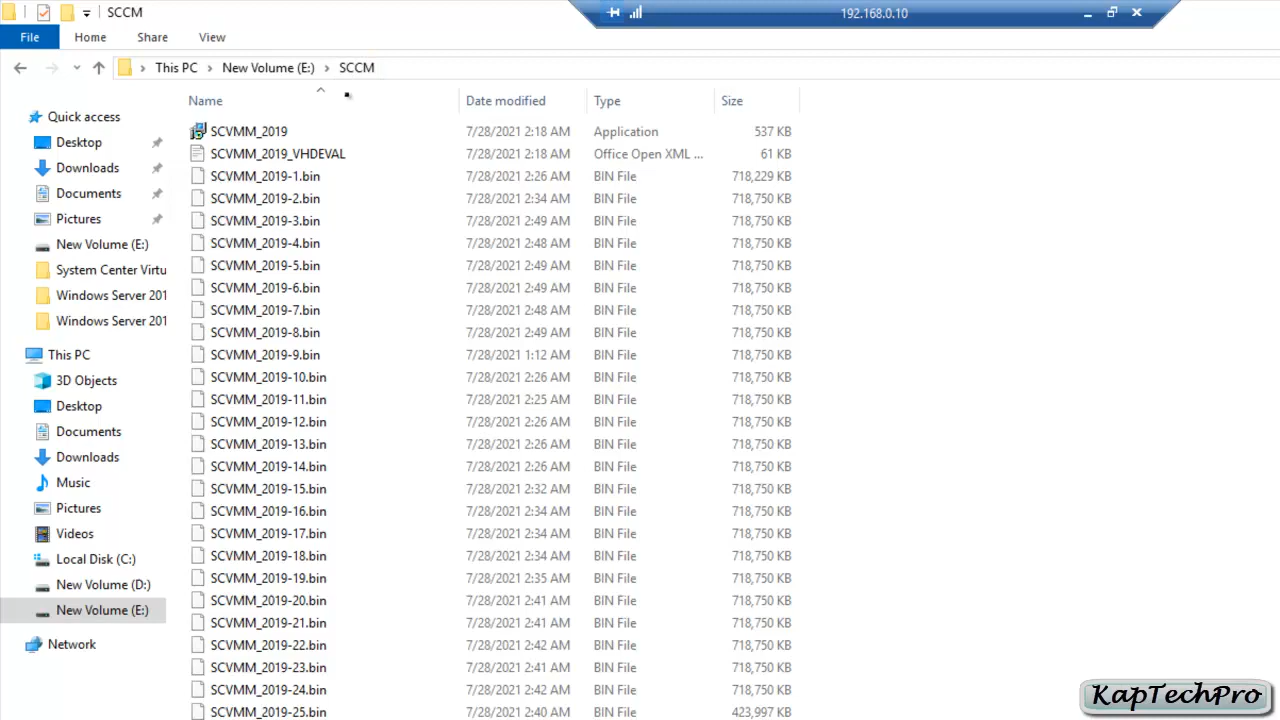 SCCM
192.168.0.10
File Home Share View
This PC New Volume (E:) SCCM
Name Date modified Type Size
Quick access
Desktop
Downloads
Documents
Pictures
New Volume (E:)
System Center Virtu
Windows Server 201
Windows Server 201
This PC
3D Objects
Desktop
Documents
Downloads
Music
Pictures
Videos
Local Disk (C:)
New Volume (D:)
New Volume (E:)
Network
SCVMM_2019 7/28/2021 2:18 AM Application 537 KB
SCVMM_2019_VHDEVAL 7/28/2021 2:18 AM Office Open XML ... 61 KB
SCVMM_2019-1.bin 7/28/2021 2:26 AM BIN File 718,229 KB
SCVMM_2019-2.bin 7/28/2021 2:34 AM BIN File 718,750 KB
SCVMM_2019-3.bin 7/28/2021 2:49 AM BIN File 718,750 KB
SCVMM_2019-4.bin 7/28/2021 2:48 AM BIN File 718,750 KB
SCVMM_2019-5.bin 7/28/2021 2:49 AM BIN File 718,750 KB
SCVMM_2019-6.bin 7/28/2021 2:49 AM BIN File 718,750 KB
SCVMM_2019-7.bin 7/28/2021 2:48 AM BIN File 718,750 KB
SCVMM_2019-8.bin 7/28/2021 2:49 AM BIN File 718,750 KB
SCVMM_2019-9.bin 7/28/2021 1:12 AM BIN File 718,750 KB
SCVMM_2019-10.bin 7/28/2021 2:26 AM BIN File 718,750 KB
SCVMM_2019-11.bin 7/28/2021 2:25 AM BIN File 718,750 KB
SCVMM_2019-12.bin 7/28/2021 2:26 AM BIN File 718,750 KB
SCVMM_2019-13.bin 7/28/2021 2:26 AM BIN File 718,750 KB
SCVMM_2019-14.bin 7/28/2021 2:26 AM BIN File 718,750 KB
SCVMM_2019-15.bin 7/28/2021 2:32 AM BIN File 718,750 KB
SCVMM_2019-16.bin 7/28/2021 2:34 AM BIN File 718,750 KB
SCVMM_2019-17.bin 7/28/2021 2:34 AM BIN File 718,750 KB
SCVMM_2019-18.bin 7/28/2021 2:34 AM BIN File 718,750 KB
SCVMM_2019-19.bin 7/28/2021 2:35 AM BIN File 718,750 KB
SCVMM_2019-20.bin 7/28/2021 2:41 AM BIN File 718,750 KB
SCVMM_2019-21.bin 7/28/2021 2:41 AM BIN File 718,750 KB
SCVMM_2019-22.bin 7/28/2021 2:42 AM BIN File 718,750 KB
SCVMM_2019-23.bin 7/28/2021 2:41 AM BIN File 718,750 KB
SCVMM_2019-24.bin 7/28/2021 2:42 AM BIN File 718,750 KB
SCVMM_2019-25.bin 7/28/2021 2:40 AM BIN File 423,997 KB
KapTechPro